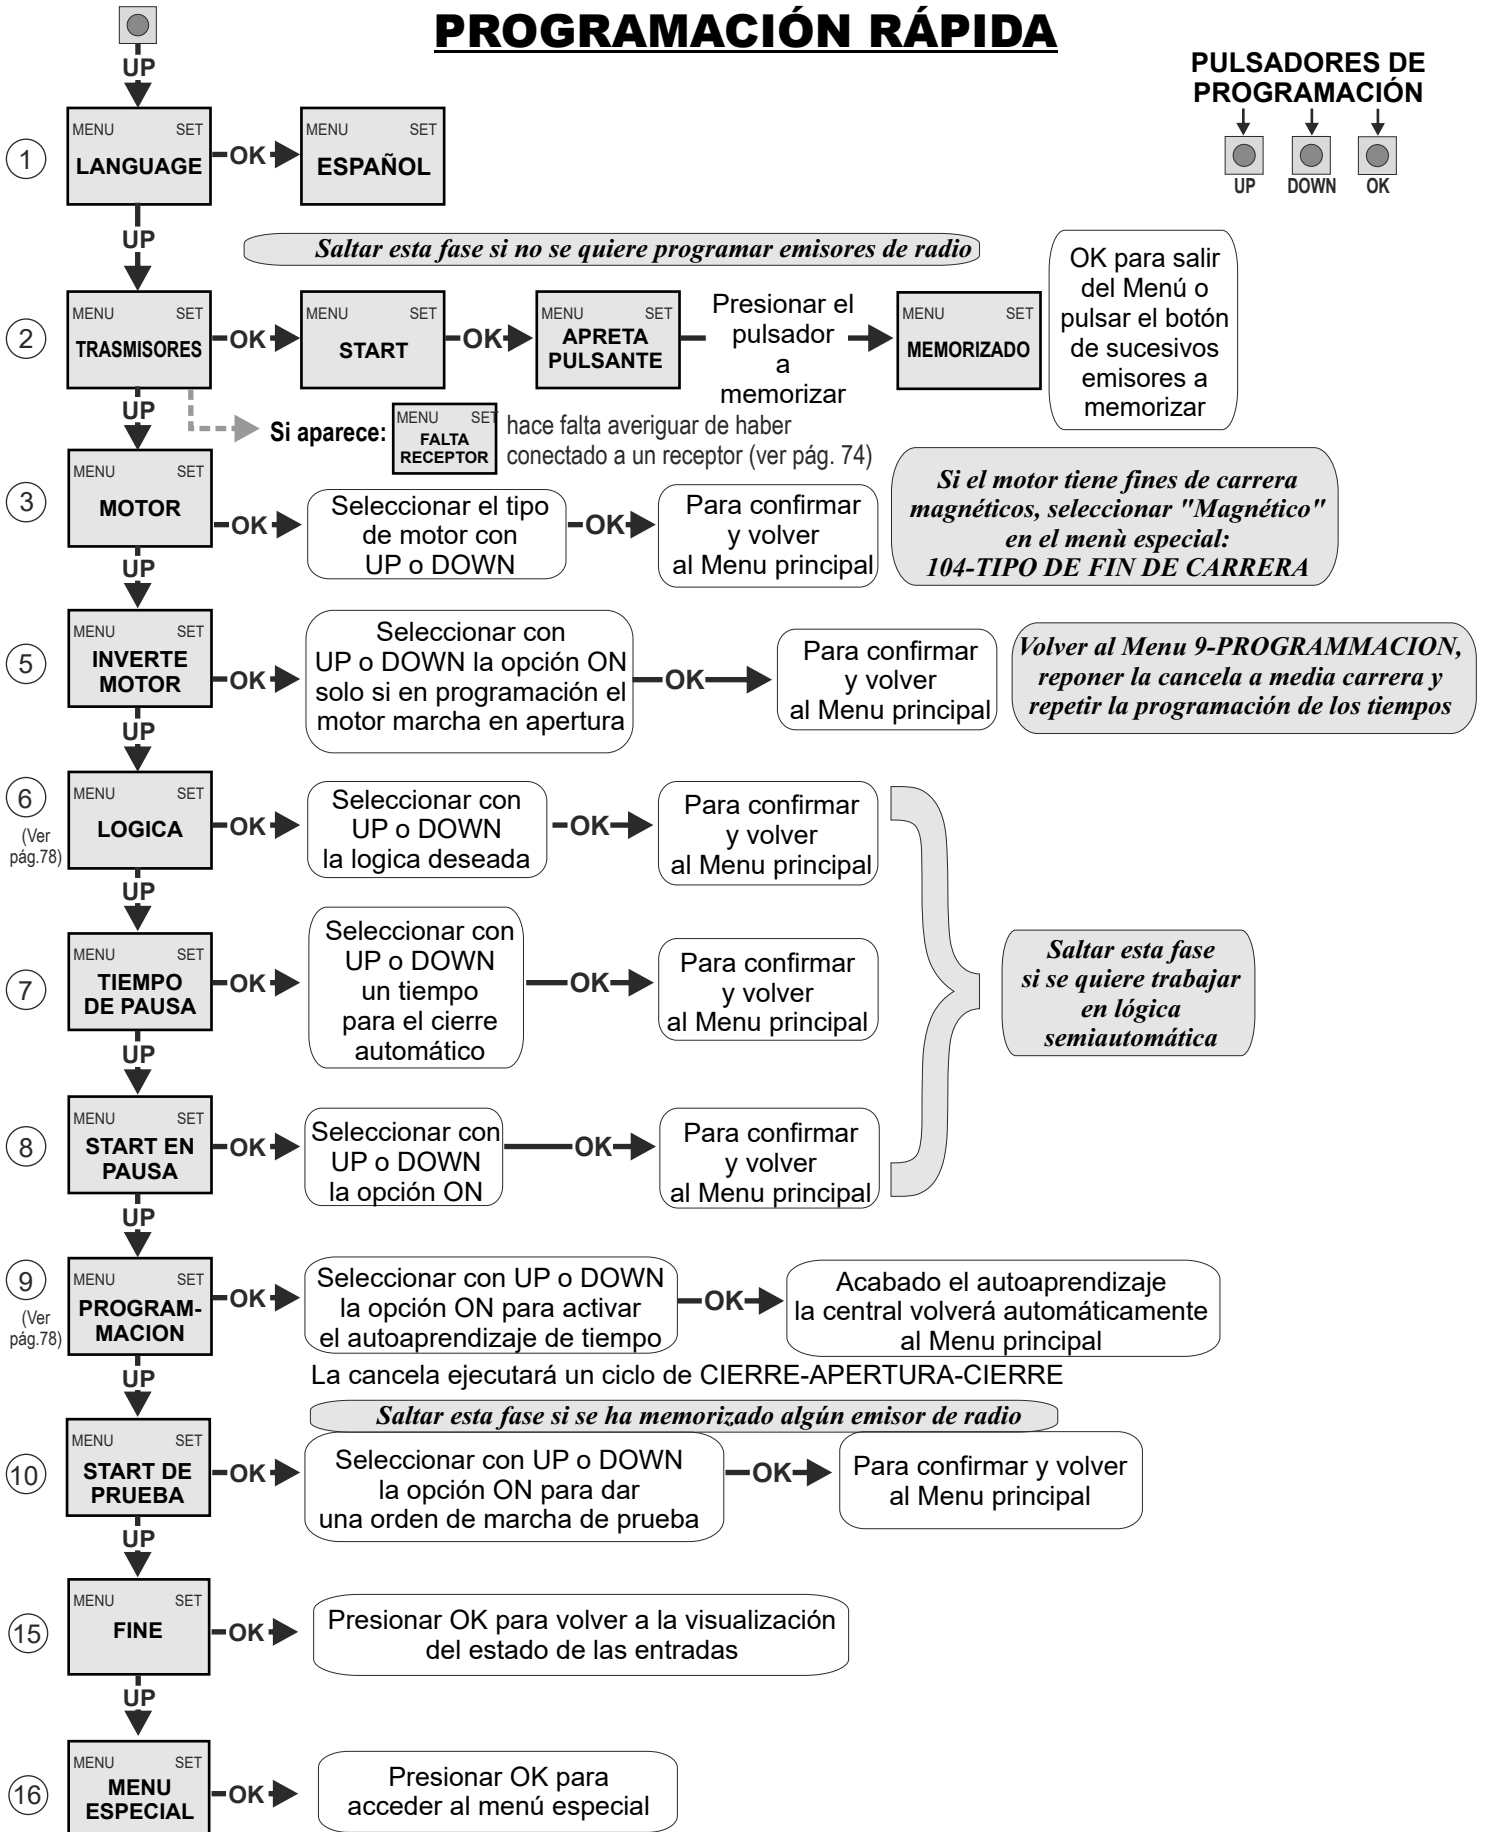 PROGRAMACIÓN RÁPIDA
PULSADORES DE
PROGRAMACIÓN
UP
DOWN
OK
UP
1
MENU SET
LANGUAGE
OK
MENU SET
ESPAÑOL
UP
Saltar esta fase si no se quiere programar emisores de radio
2
MENU SET
TRASMISORES
OK
MENU SET
START
OK
MENU SET
APRETA
PULSANTE
Presionar el
pulsador
a
memorizar
MENU SET
MEMORIZADO
OK para salir
del Menú o
pulsar el botón
de sucesivos
emisores a
memorizar
UP
Si aparece:
MENU SET
FALTA
RECEPTOR
hace falta averiguar de haber
conectado a un receptor (ver pág. 74)
3
MENU SET
MOTOR
OK
Seleccionar el tipo
de motor con
UP o DOWN
OK
Para confirmar
y volver
al Menu principal
Si el motor tiene fines de carrera
magnéticos, seleccionar "Magnético"
en el menù especial:
104-TIPO DE FIN DE CARRERA
UP
5
MENU SET
INVERTE
MOTOR
OK
Seleccionar con
UP o DOWN la opción ON
solo si en programación el
motor marcha en apertura
OK
Para confirmar
y volver
al Menu principal
Volver al Menu 9-PROGRAMMACION,
reponer la cancela a media carrera y
repetir la programación de los tiempos
UP
6
(Ver
pág.78)
MENU SET
LOGICA
OK
Seleccionar con
UP o DOWN
la logica deseada
OK
Para confirmar
y volver
al Menu principal
UP
7
MENU SET
TIEMPO
DE PAUSA
OK
Seleccionar con
UP o DOWN
un tiempo
para el cierre
automático
OK
Para confirmar
y volver
al Menu principal
Saltar esta fase
si se quiere trabajar
en lógica
semiautomática
UP
8
MENU SET
START EN
PAUSA
OK
Seleccionar con
UP o DOWN
la opción ON
OK
Para confirmar
y volver
al Menu principal
UP
9
(Ver
pág.78)
MENU SET
PROGRAM-
MACION
OK
Seleccionar con UP o DOWN
la opción ON para activar
el autoaprendizaje de tiempo
OK
Acabado el autoaprendizaje
la central volverá automáticamente
al Menu principal
La cancela ejecutará un ciclo de CIERRE-APERTURA-CIERRE
UP
Saltar esta fase si se ha memorizado algún emisor de radio
10
MENU SET
START DE
PRUEBA
OK
Seleccionar con UP o DOWN
la opción ON para dar
una orden de marcha de prueba
OK
Para confirmar y volver
al Menu principal
UP
15
MENU SET
FINE
OK
Presionar OK para volver a la visualización
del estado de las entradas
UP
16
MENU SET
MENU
ESPECIAL
OK
Presionar OK para
acceder al menú especial